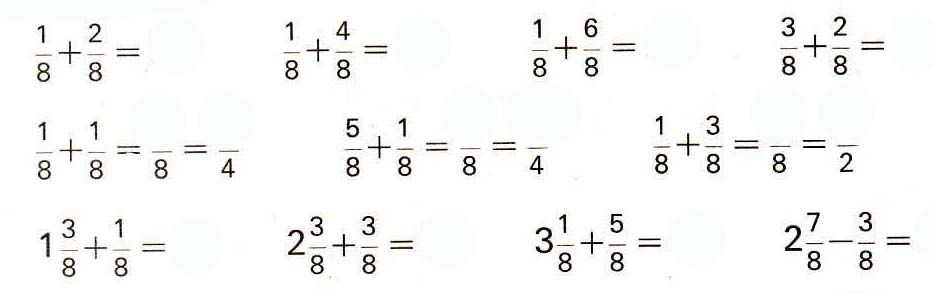 1/8 + 2/8 = 1/8 + 4/8 = 1/8 + 6/8 = 3/8 + 2/8 =
1/8 + 1/8 = /8 = /4 5/8 + 1/8 = /8 = /4 1/8 + 3/8 = /8 = /2
1 3/8 + 1/8 = 2 3/8 + 3/8 = 3 1/8 + 5/8 = 2 7/8 − 3/8 =